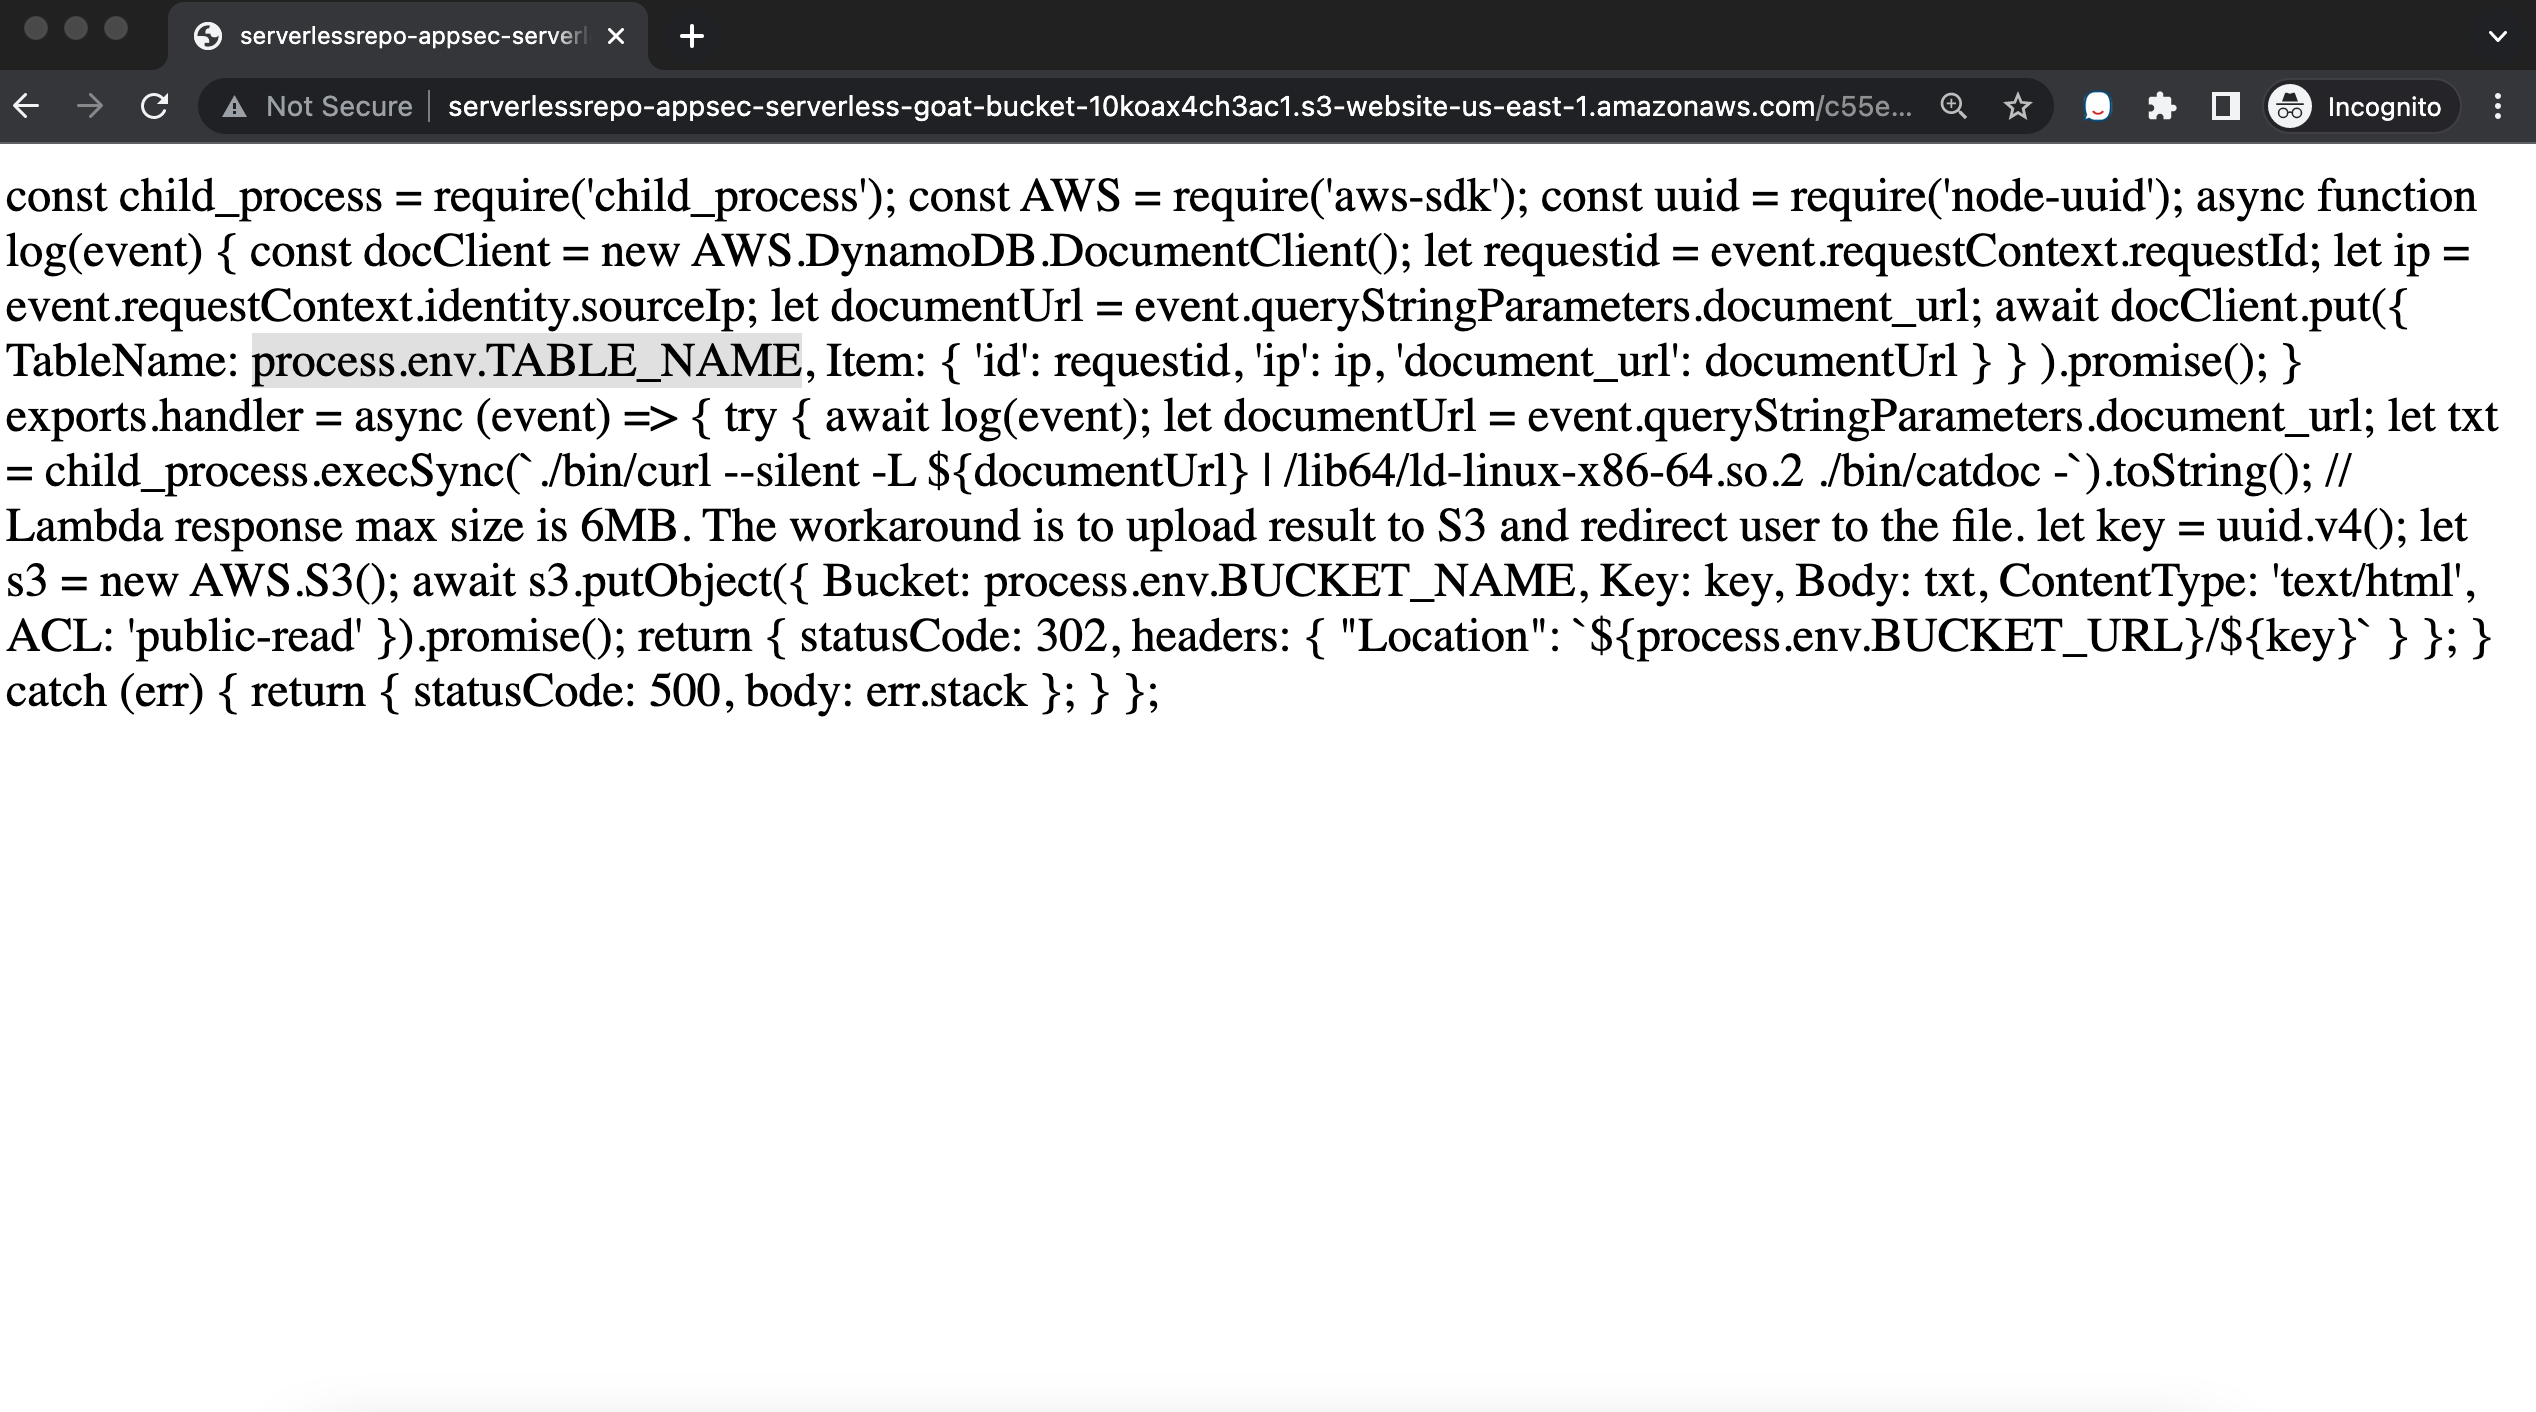 serverlessrepo-appsec-serverl
Not Secure serverlessrepo-appsec-serverless-goat-bucket-10koax4ch3ac1.s3-website-us-east-1.amazonaws.com/c55e... Incognito
const child_process = require('child_process'); const AWS = require('aws-sdk'); const uuid = require('node-uuid'); async function
log(event) { const docClient = new AWS.DynamoDB.DocumentClient(); let requestid = event.requestContext.requestId; let ip =
event.requestContext.identity.sourceIp; let documentUrl = event.queryStringParameters.document_url; await docClient.put({
TableName: process.env.TABLE_NAME, Item: { 'id': requestid, 'ip': ip, 'document_url': documentUrl } } ).promise(); }
exports.handler = async (event) => { try { await log(event); let documentUrl = event.queryStringParameters.document_url; let txt
= child_process.execSync(`./bin/curl --silent -L ${documentUrl} | /lib64/ld-linux-x86-64.so.2 ./bin/catdoc -`).toString(); //
Lambda response max size is 6MB. The workaround is to upload result to S3 and redirect user to the file. let key = uuid.v4(); let
s3 = new AWS.S3(); await s3.putObject({ Bucket: process.env.BUCKET_NAME, Key: key, Body: txt, ContentType: 'text/html',
ACL: 'public-read' }).promise(); return { statusCode: 302, headers: { "Location": `${process.env.BUCKET_URL}/${key}` } }; }
catch (err) { return { statusCode: 500, body: err.stack }; } };